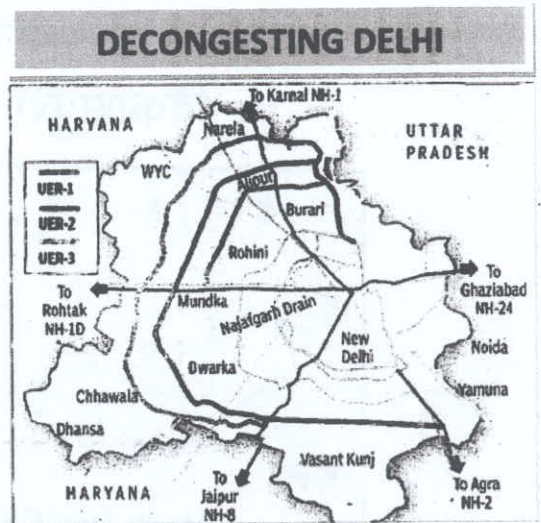 DECONGESTING DELHI
To Karnal NH-1
HARYANA
Narela
UTTAR
PRADESH
WYC
Alipur
UER-1
UER-2
UER-3
Burari
Rohini
To
Rohtak
NH-1D
Mundka
Najafgarh Drain
To
Ghaziabad
NH-24
New
Delhi
Noida
Dwarka
Yamuna
Chhawala
Dhansa
Vasant Kunj
HARYANA
To
Jaipur
NH-8
To Agra
NH-2